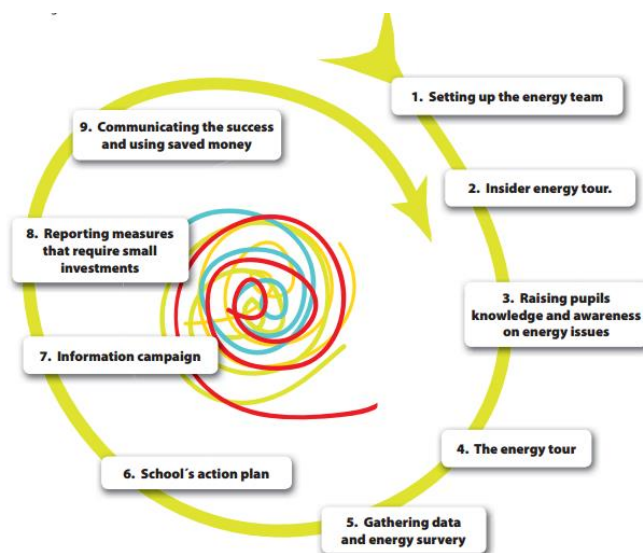 1. Setting up the energy team
2. Insider energy tour.
3. Raising pupils
knowledge and awareness
on energy issues
4. The energy tour
5. Gathering data
and energy survery
6. School´s action plan
7. Information campaign
8. Reporting measures
that require small
investments
9. Communicating the success
and using saved money